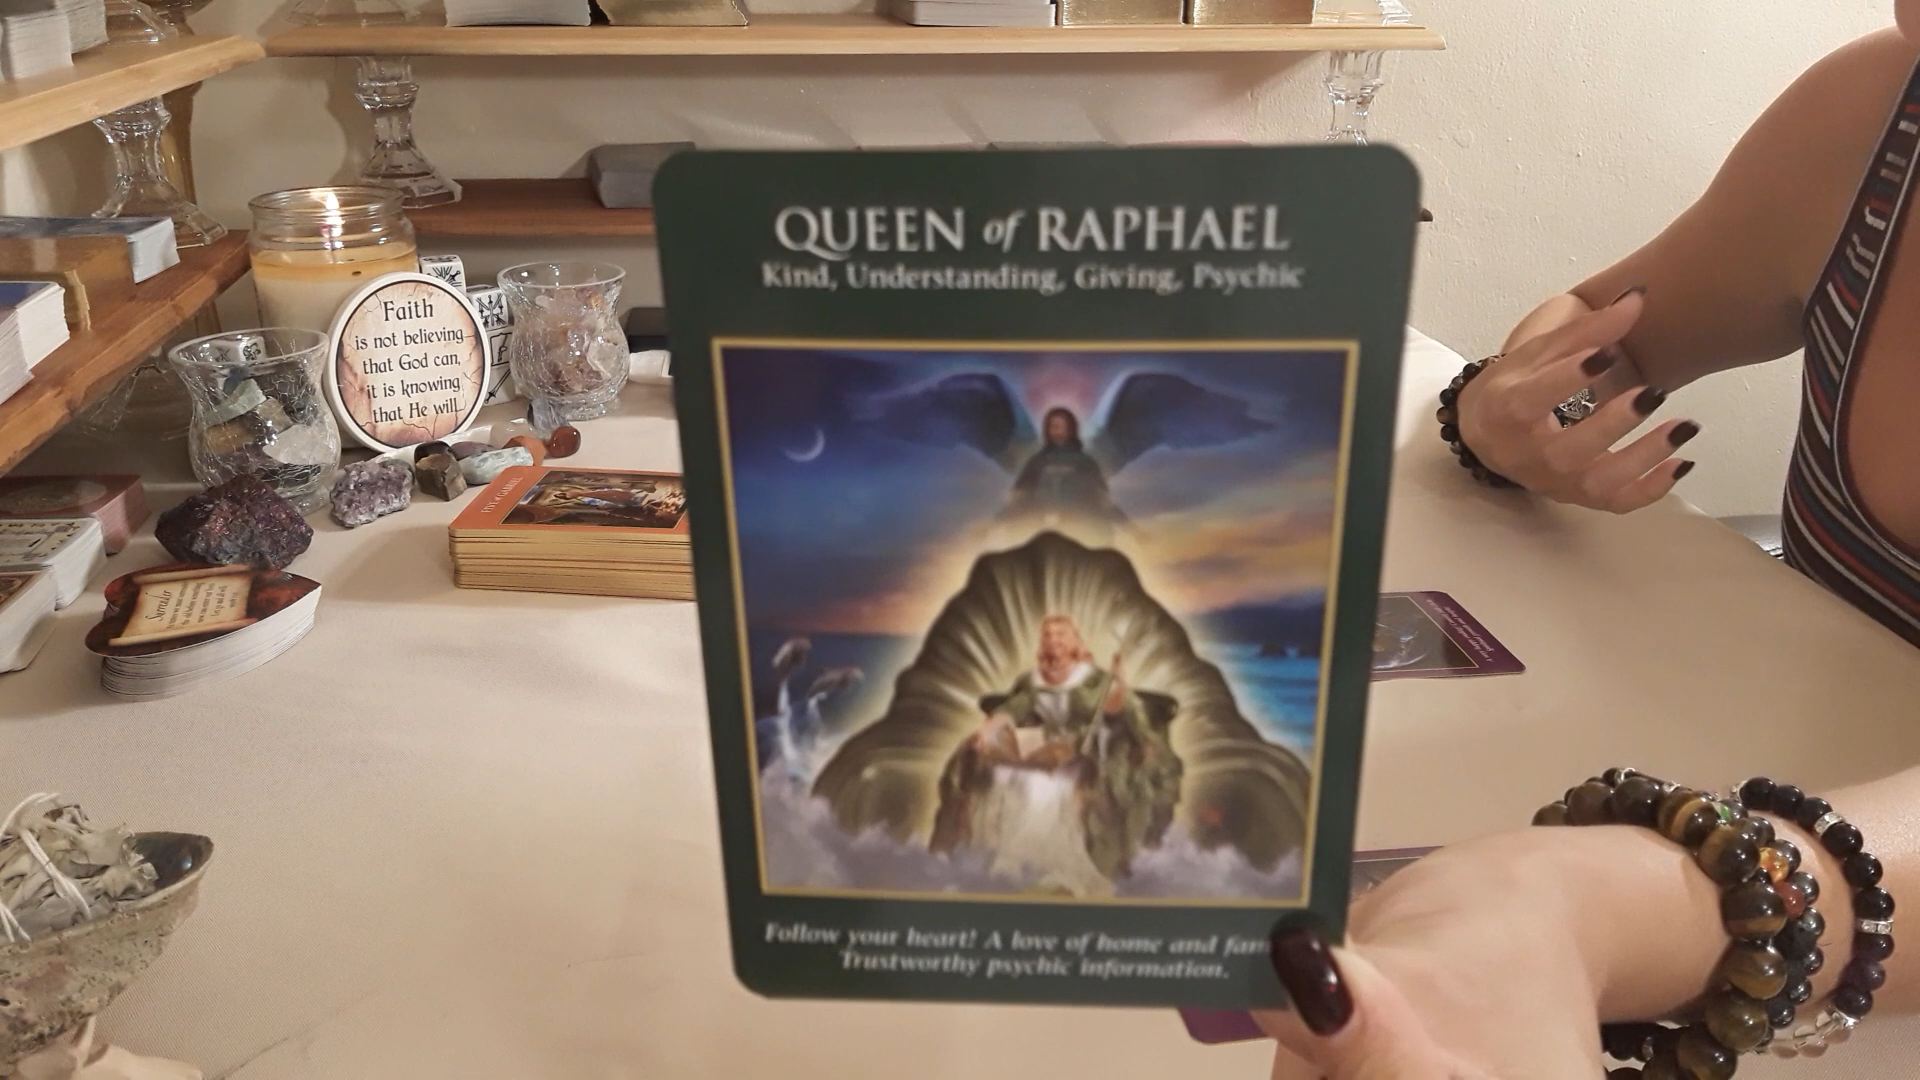 QUEEN of RAPHAEL
Kind, Understanding, Giving, Psychic
Follow your heart! A love of home and
Trustworthy psychic information.
Faith
is not believing
that God can,
it is knowing
that He will
Surrender